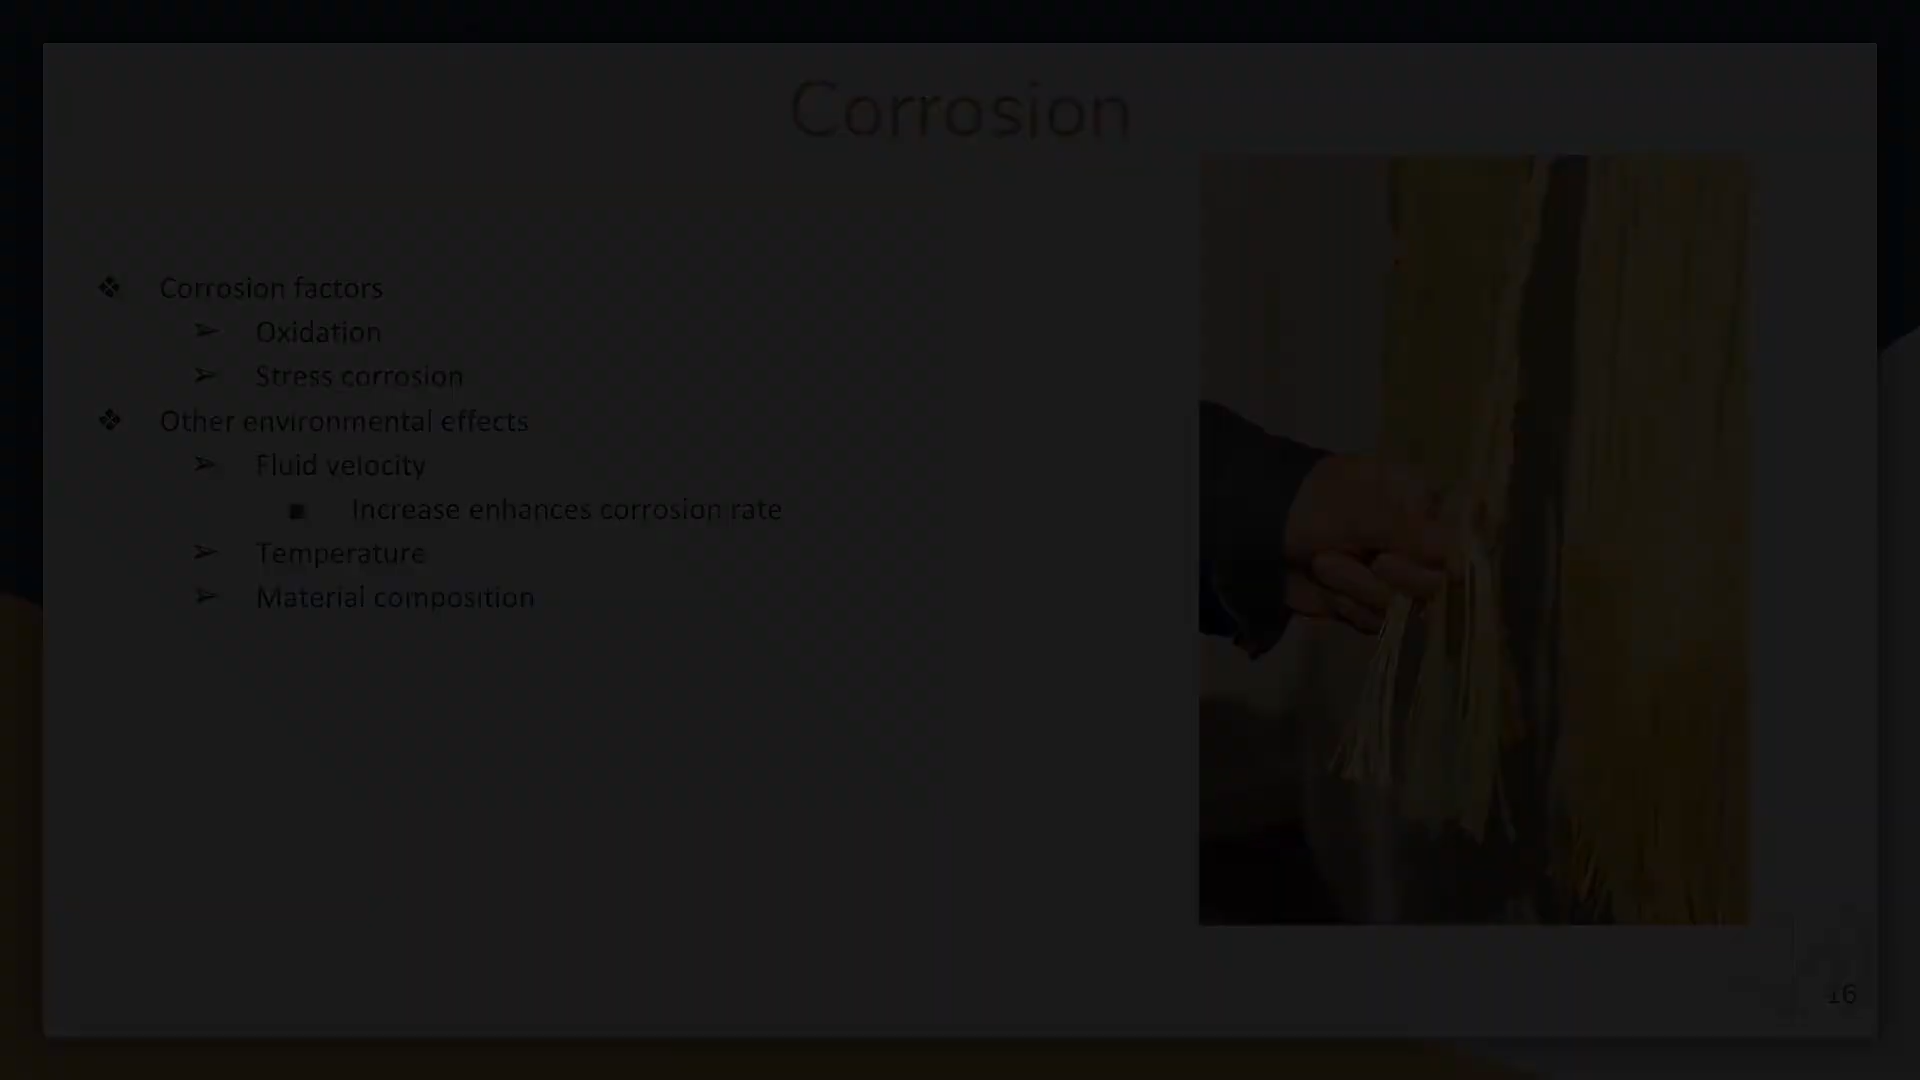 Corrosion
❖ Corrosion factors
➢ Oxidation
➢ Stress corrosion
❖ Other environmental effects
➢ Fluid velocity
■ Increase enhances corrosion rate
➢ Temperature
➢ Material composition
16